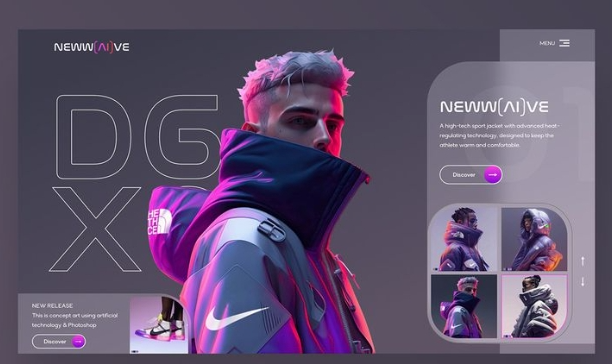 NEWW(AI)VE
MENU
DG
X
NEWW(AI)VE
A high-tech sport jacket with advanced heat-
regulating technology, designed to keep the
athlete warm and comfortable.
Discover
THE
NEW RELEASE
This is concept art using artificial
technology & Photoshop
Discover